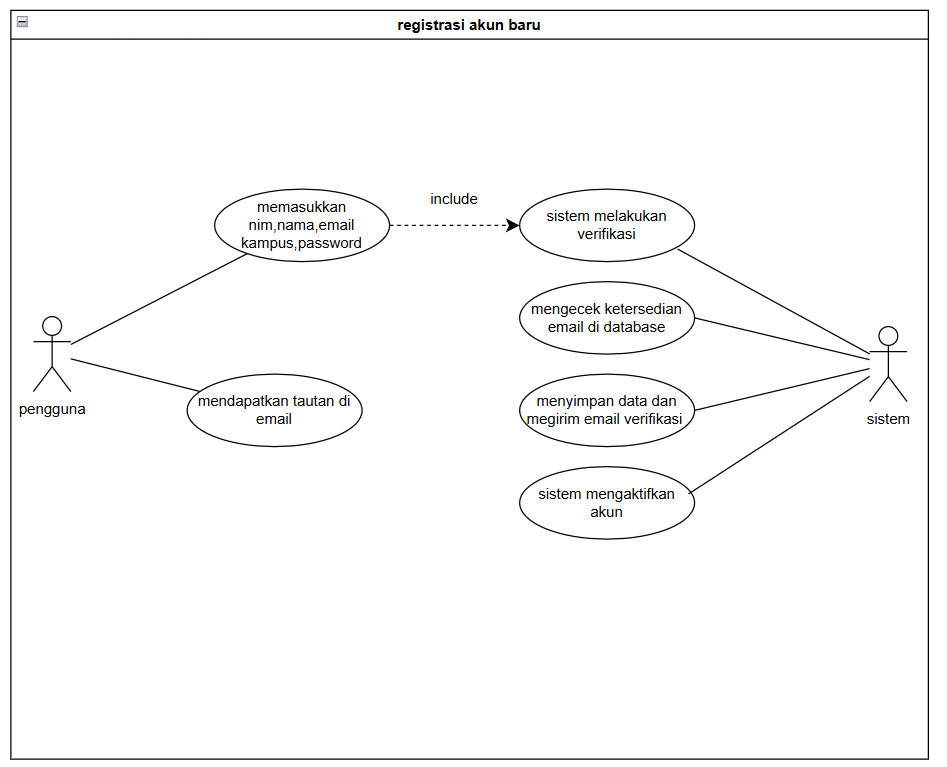 registrasi akun baru
memasukkan
nim,nama,email
kampus,password
include
sistem melakukan
verifikasi
mengecek ketersedian
email di database
pengguna
mendapatkan tautan di
email
menyimpan data dan
megirim email verifikasi
sistem
sistem mengaktifkan
akun